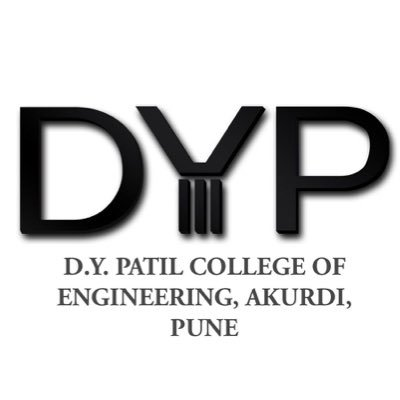 DYP
D.Y. PATIL COLLEGE OF
ENGINEERING, AKURDI,
PUNE